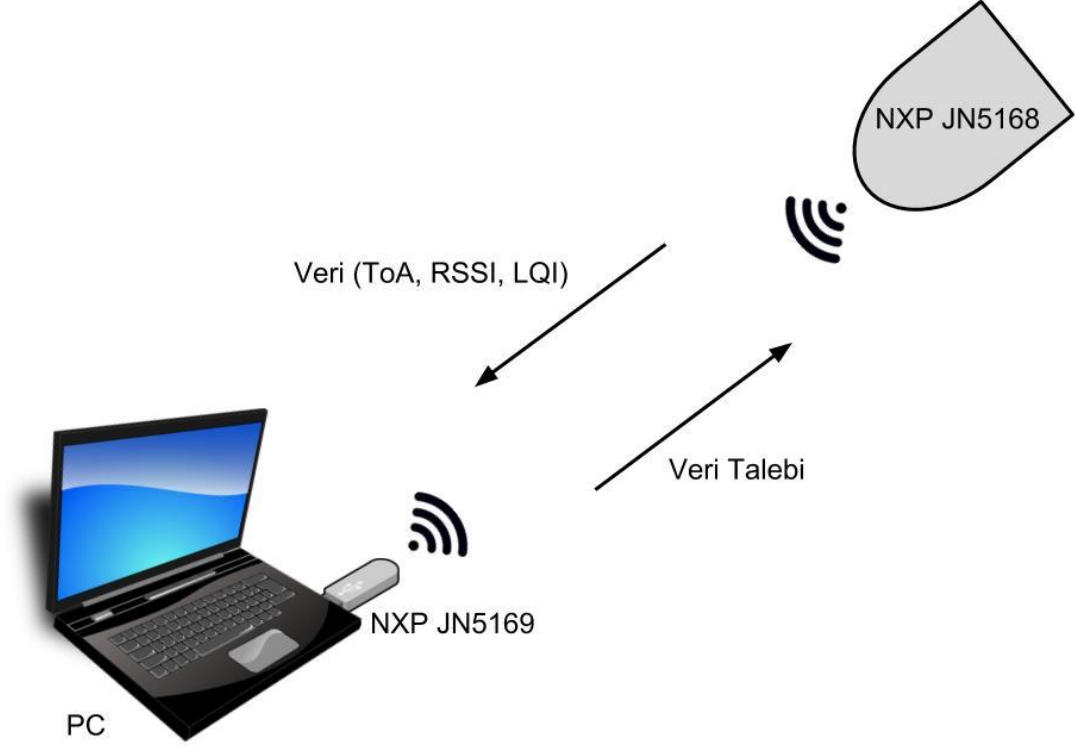 NXP JN5168
Veri (ToA, RSSI, LQI)
Veri Talebi
NXP JN5169
PC